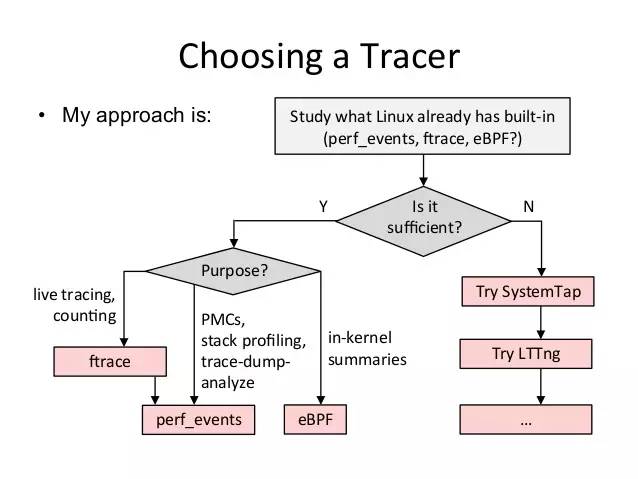 Choosing a Tracer
• My approach is:
Study what Linux already has built-in
(perf_events, ftrace, eBPF?)
Is it
sufficient?
Y
N
Purpose?
live tracing,
counting
PMCs,
stack profiling,
trace-dump-
analyze
in-kernel
summaries
ftrace
perf_events
eBPF
Try SystemTap
Try LTTng
...